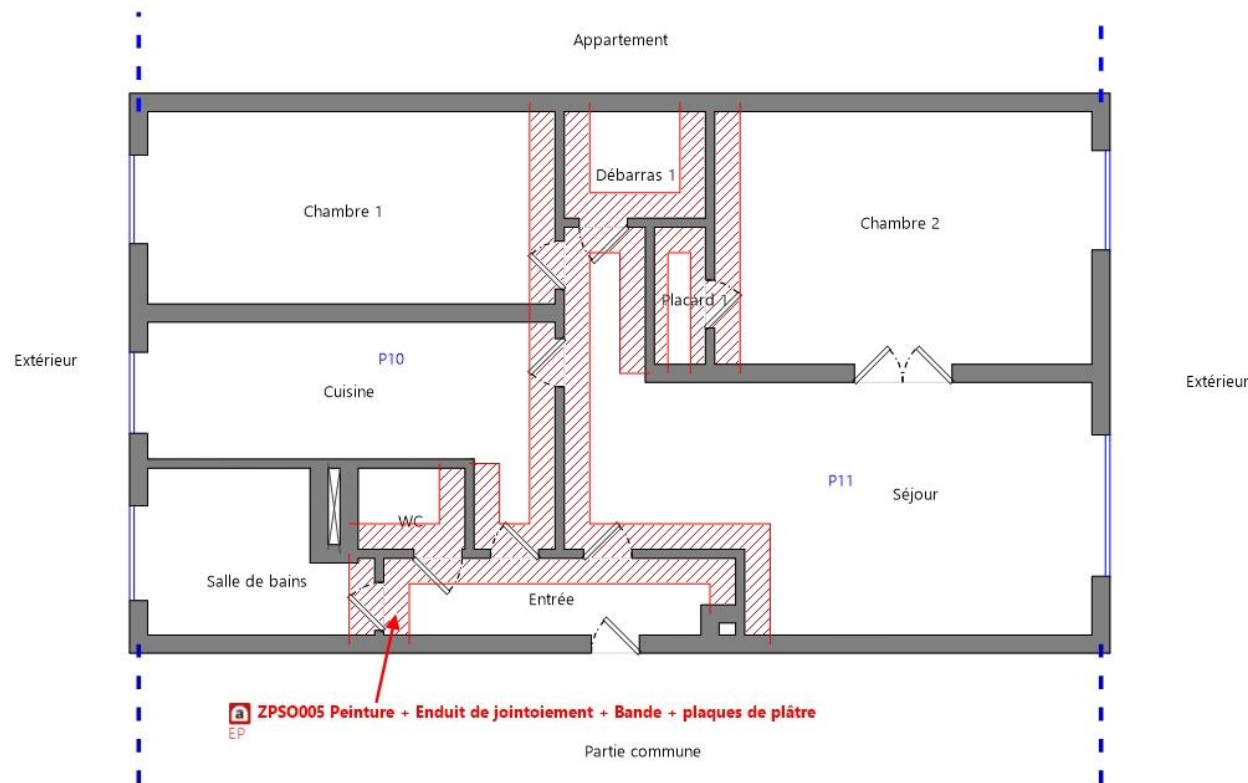 Appartement
Débarras 1
Chambre 1
Chambre 2
Placard 1
Extérieur
P10
Extérieur
Cuisine
P11
Séjour
WC
Salle de bains
Entrée
a ZPSO005 Peinture + Enduit de jointoiement + Bande + plaques de plâtre
EP
Partie commune